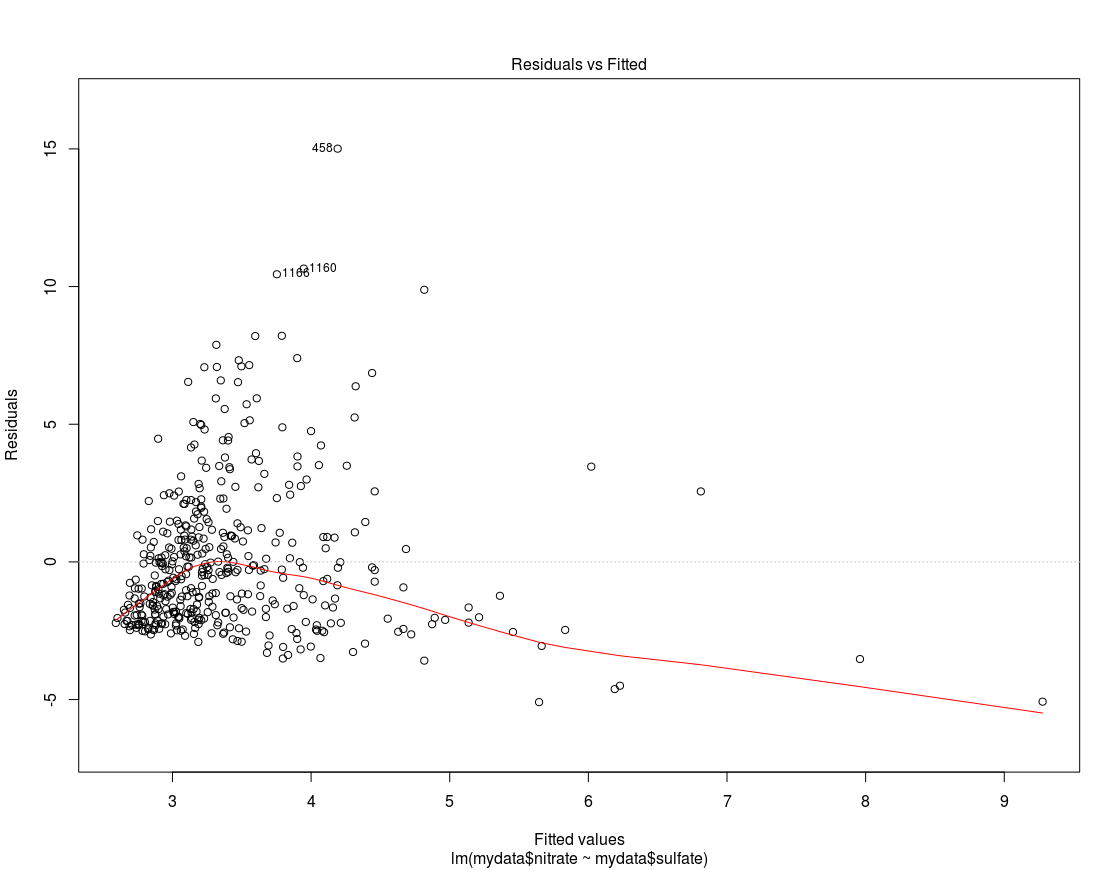 Residuals vs Fitted
Residuals
15
10
5
0
-5
458
1160
1166
3 4 5 6 7 8 9
Fitted values
lm(mydata$nitrate ~ mydata$sulfate)